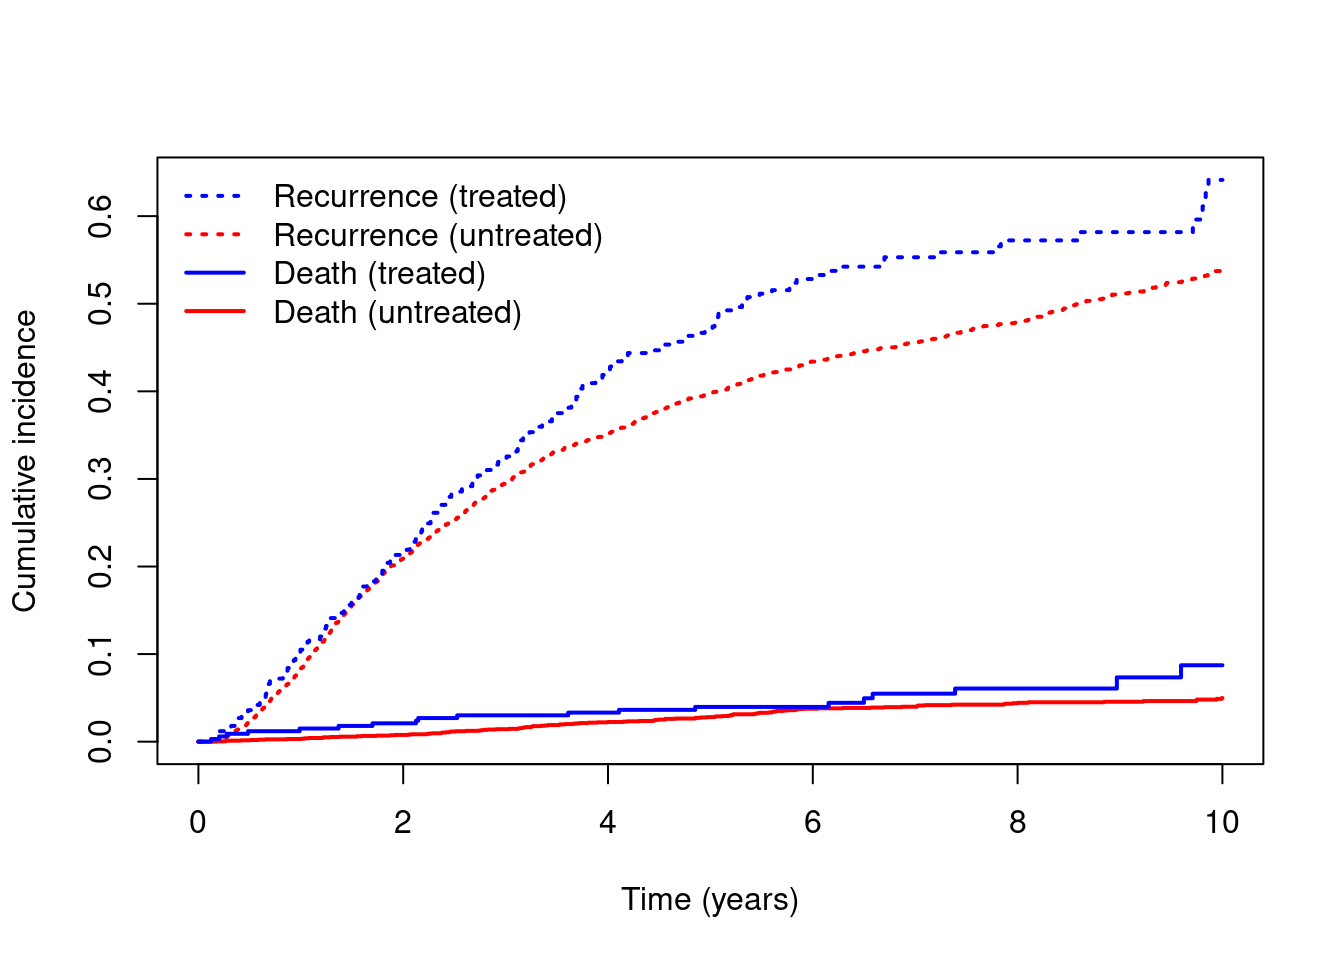 Recurrence (treated)
Recurrence (untreated)
Death (treated)
Death (untreated)
Cumulative incidence
0.6
0.5
0.4
0.3
0.2
0.1
0.0
0 2 4 6 8 10
Time (years)